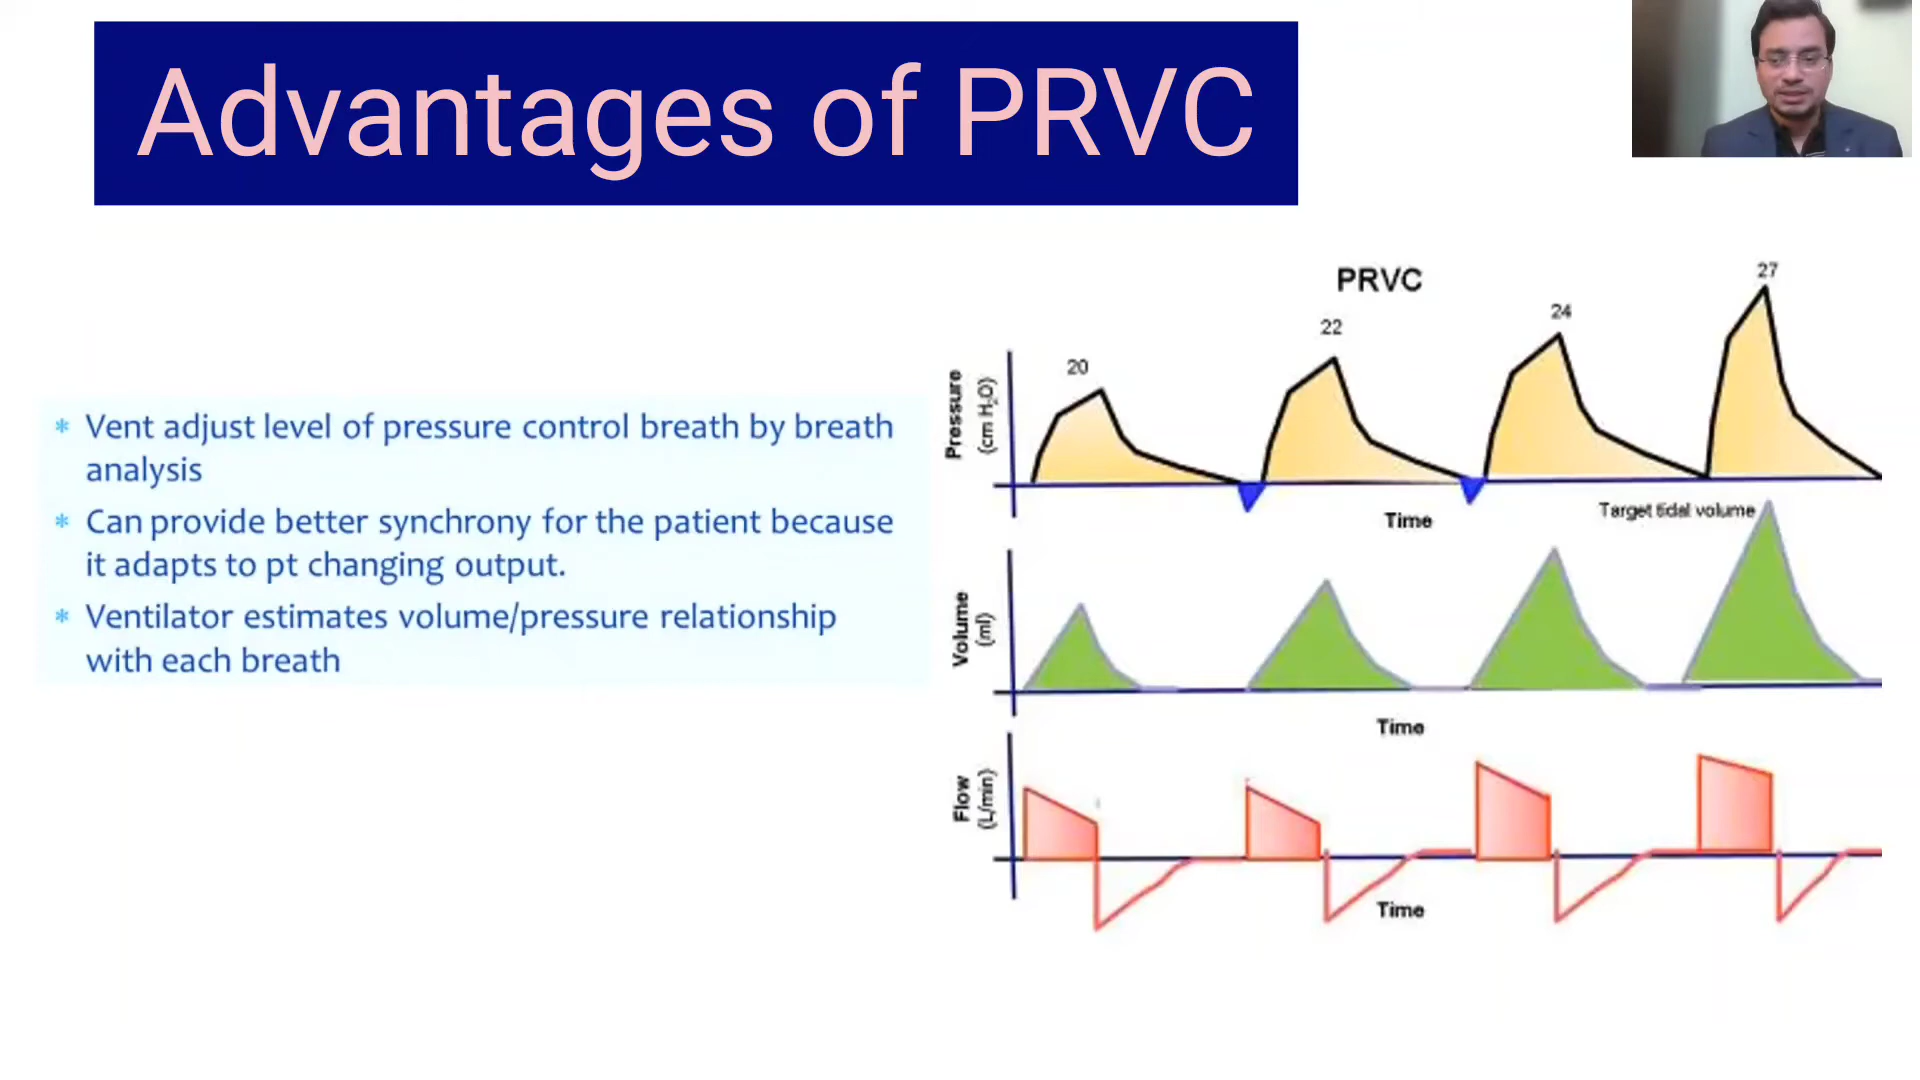 Advantages of PRVC
* Vent adjust level of pressure control breath by breath
analysis
* Can provide better synchrony for the patient because
it adapts to pt changing output.
* Ventilator estimates volume/pressure relationship
with each breath
PRVC
20
22
24
27
Pressure
(cm H₂O)
Time
Target tidal volume
Volume
(ml)
Time
Flow
(L/min)
Time